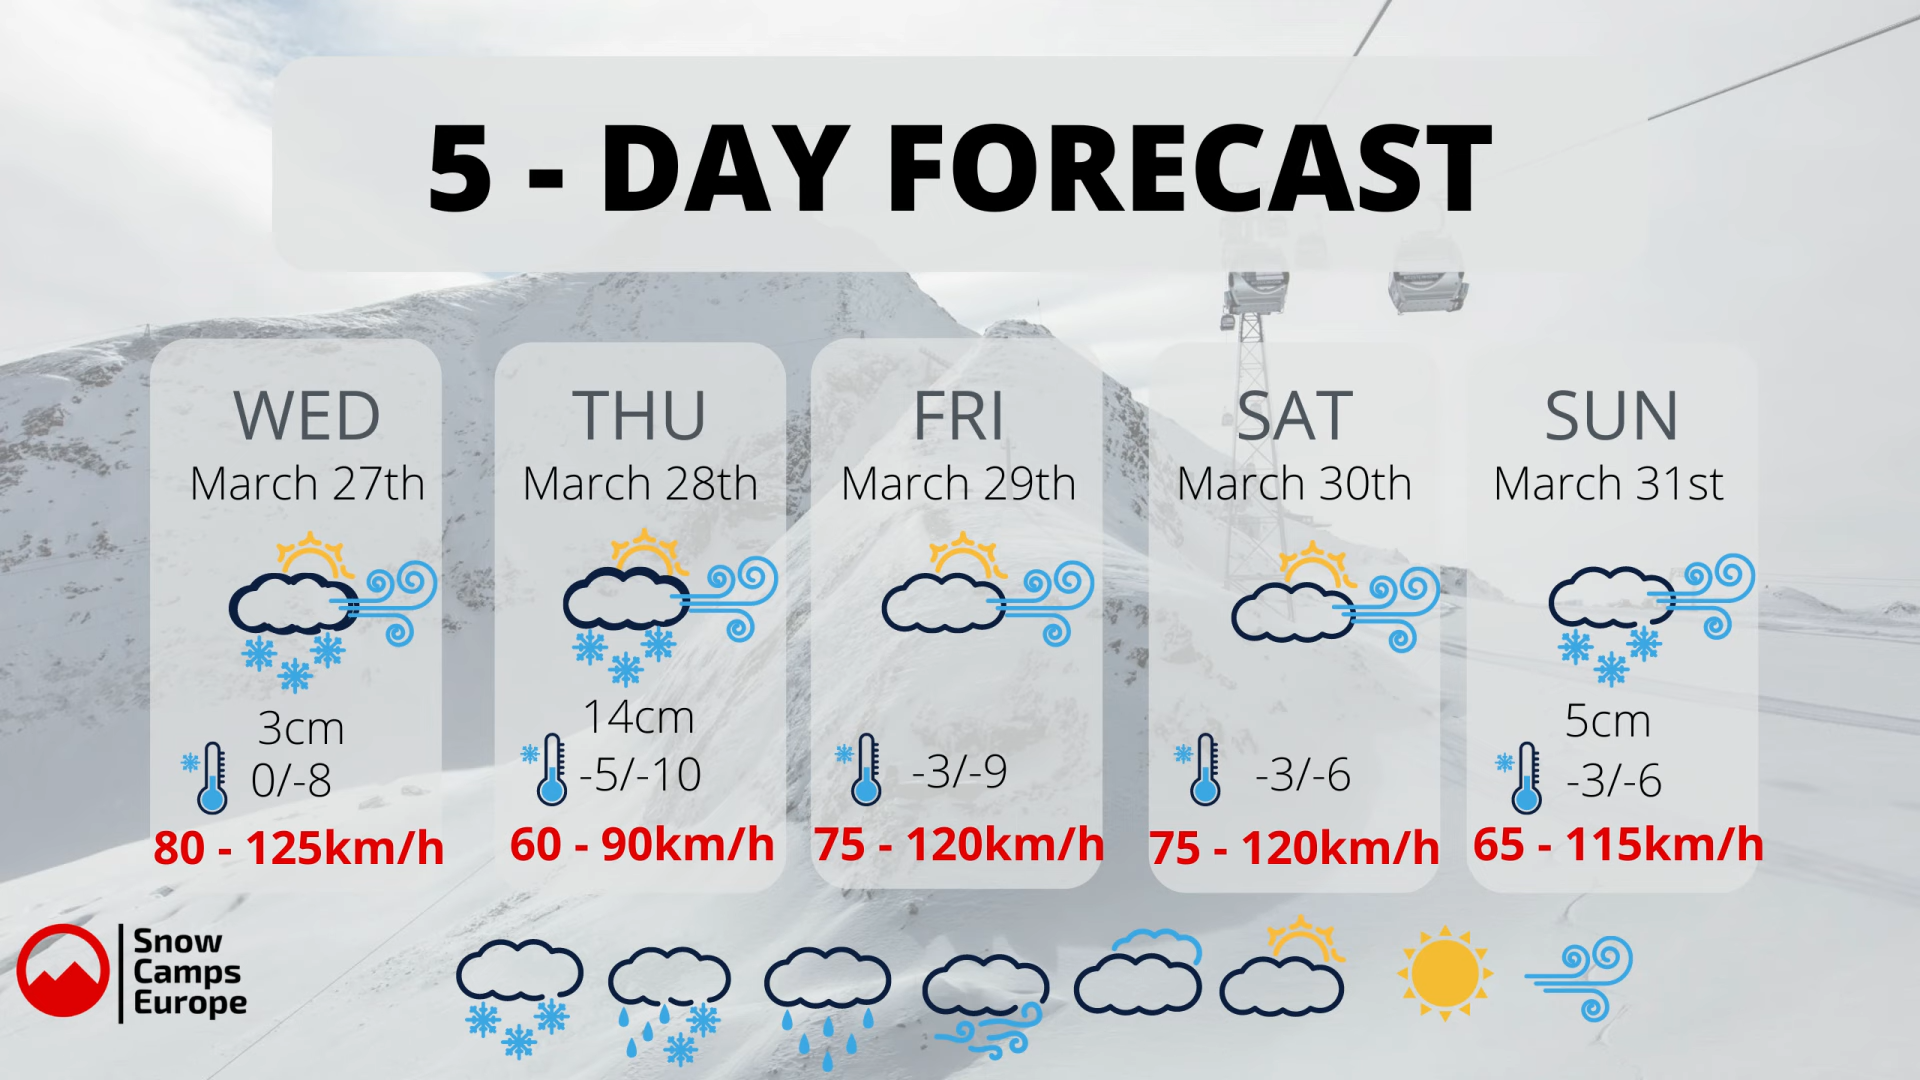 5 - DAY FORECAST
WED
March 27th
3cm
0/-8
80 - 125km/h
THU
March 28th
14cm
-5/-10
60 - 90km/h
FRI
March 29th
-3/-9
75 - 120km/h
SAT
March 30th
-3/-6
75 - 120km/h
SUN
March 31st
5cm
-3/-6
65 - 115km/h
Snow
Camps
Europe